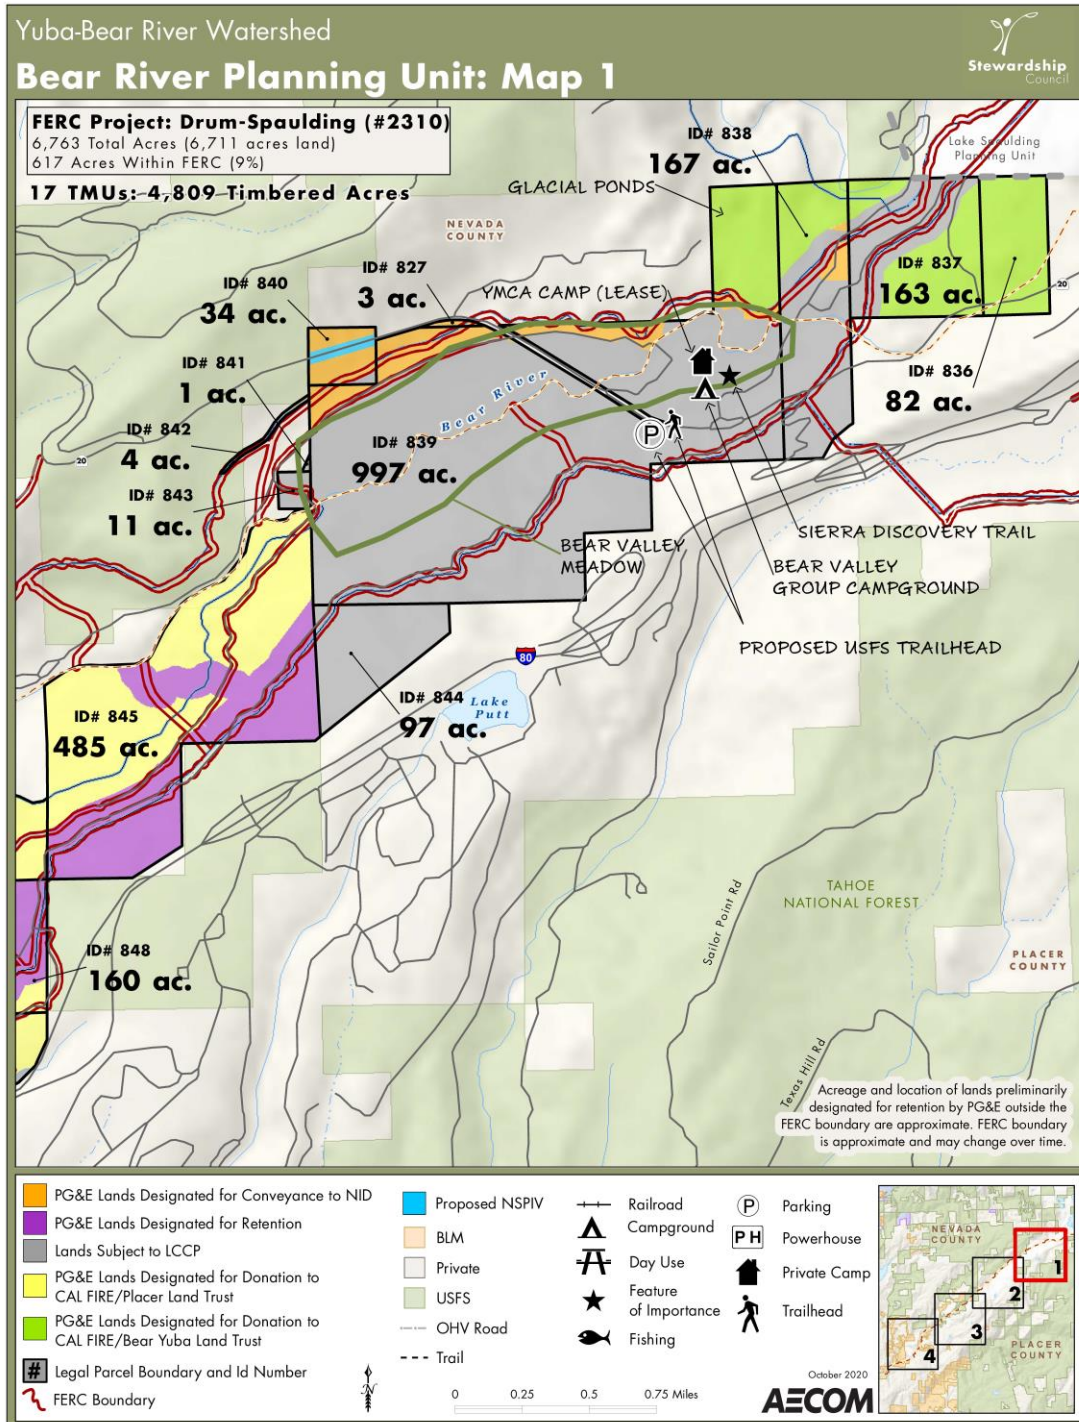 Yuba-Bear River Watershed
Bear River Planning Unit: Map 1
Stewardship
Council
FERC Project: Drum-Spaulding (#2310)
6,763 Total Acres (6,711 acres land)
617 Acres Within FERC (9%)
17 TMUs: 4,809 Timbered Acres
ID# 838
167 ac.
Lake Spaulding
Planning Unit
GLACIAL PONDS
NEVADA
COUNTY
ID# 827
3 ac.
ID# 840
34 ac.
YMCA CAMP (LEASE)
ID# 837
163 ac.
20
ID# 841
1 ac.
ID# 836
82 ac.
Bear River
ID# 842
4 ac.
20
ID# 839
997 ac.
P
ID# 843
11 ac.
SIERRA DISCOVERY TRAIL
BEAR VALLEY
MEADOW
BEAR VALLEY
GROUP CAMPGROUND
PROPOSED USFS TRAILHEAD
80
ID# 844
97 ac.
Lake
Putt
ID# 845
485 ac.
Sailor Point Rd
TAHOE
NATIONAL FOREST
ID# 848
160 ac.
PLACER
COUNTY
Texas Hill Rd
Acreage and location of lands preliminarily
designated for retention by PG&E outside the
FERC boundary are approximate. FERC boundary
is approximate and may change over time.
PG&E Lands Designated for Conveyance to NID
PG&E Lands Designated for Retention
Lands Subject to LCCP
PG&E Lands Designated for Donation to
CAL FIRE/Placer Land Trust
PG&E Lands Designated for Donation to
CAL FIRE/Bear Yuba Land Trust
# Legal Parcel Boundary and Id Number
FERC Boundary
Proposed NSPIV
BLM
Private
USFS
OHV Road
Trail
Railroad
Campground
Day Use
Feature
of Importance
Fishing
P Parking
PH Powerhouse
Private Camp
Trailhead
N
0 0.25 0.5 0.75 Miles
October 2020
AECOM
NEVADA
COUNTY
1
2
3
4
PLACER
COUNTY